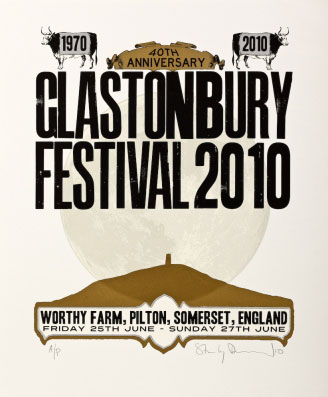 1970
2010
40TH
ANNIVERSARY
GLASTONBURY
FESTIVAL 2010
WORTHY FARM, PILTON, SOMERSET, ENGLAND
FRIDAY 25TH JUNE - SUNDAY 27TH JUNE
A/P